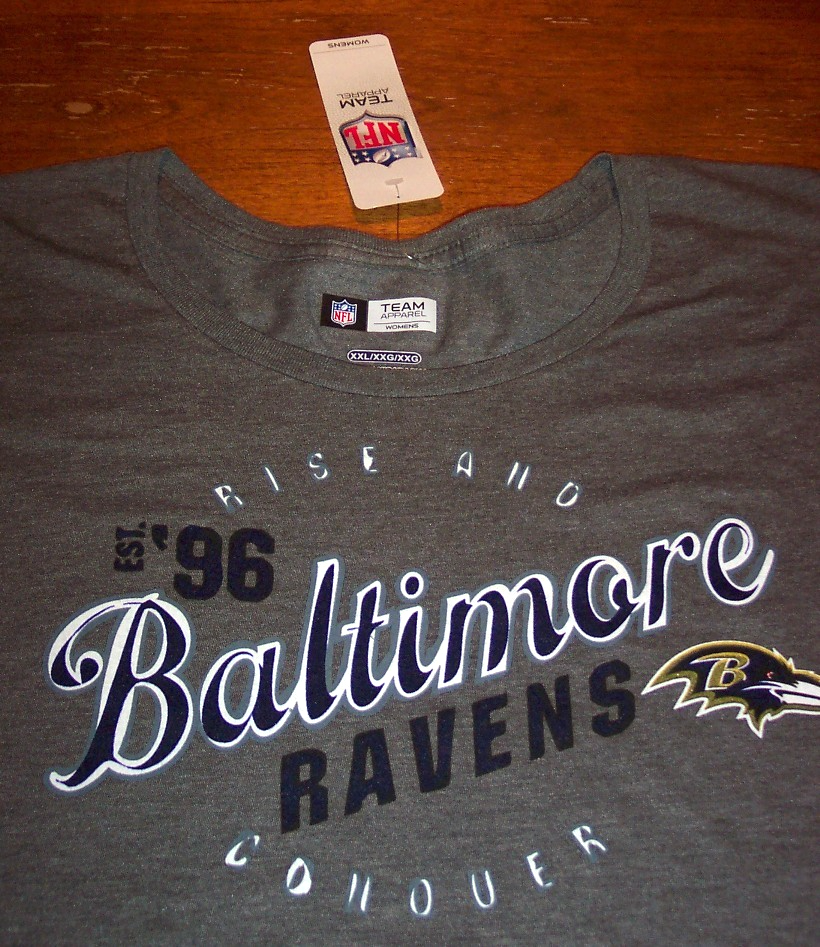 WOMENS
TEAM
APPAREL
NFL
NFL
TEAM
APPAREL
WOMENS
XXL/XXG/XXG
RISE AND
EST. '96
Baltimore
RAVENS
B
CONQUER